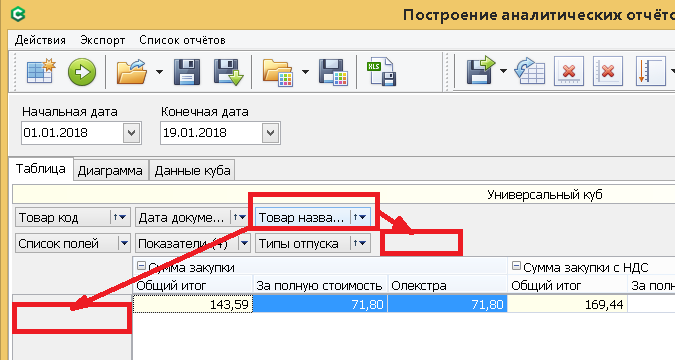 Построение аналитических отчёто
Действия Экспорт Список отчётов
XLS
Начальная дата Конечная дата
01.01.2018 19.01.2018
Таблица Диаграмма Данные куба
Универсальный куб
Товар код Дата докуме... Товар назва...
Список полей Показатели (4) Типы отпуска
Сумма закупки Сумма закупки с НДС
Общий итог За полную стоимость Олекстра Общий итог За полн
143,59 71,80 71,80 169,44